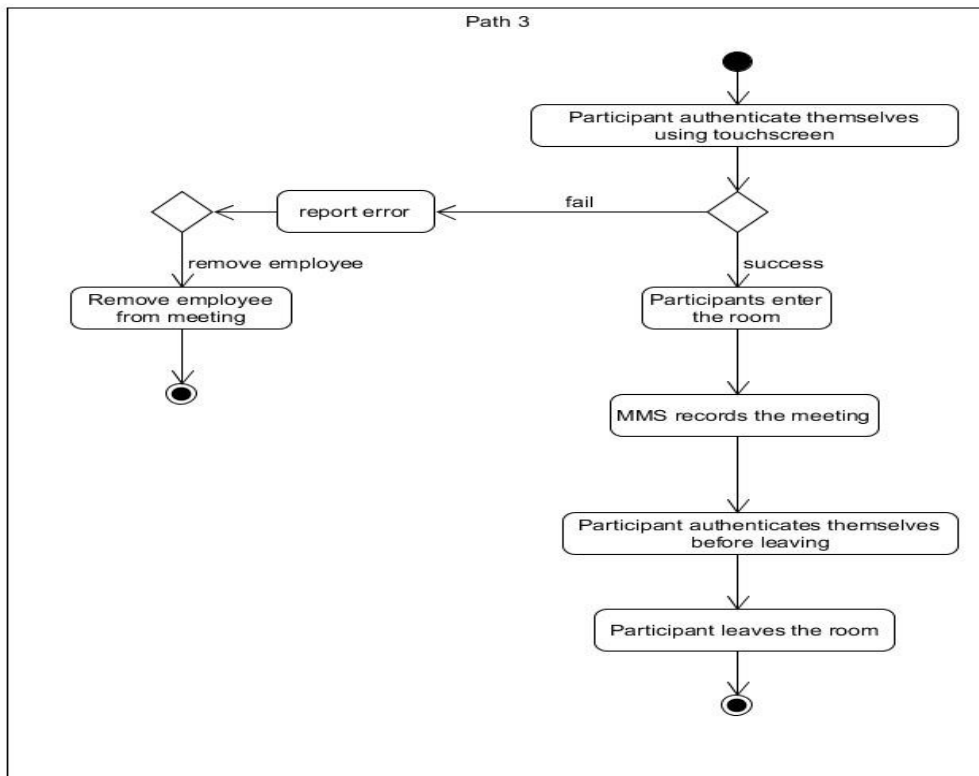 Path 3
Participant authenticate themselves
using touchscreen
fail
report error
remove employee
success
Remove employee
from meeting
Participants enter
the room
MMS records the meeting
Participant authenticates themselves
before leaving
Participant leaves the room